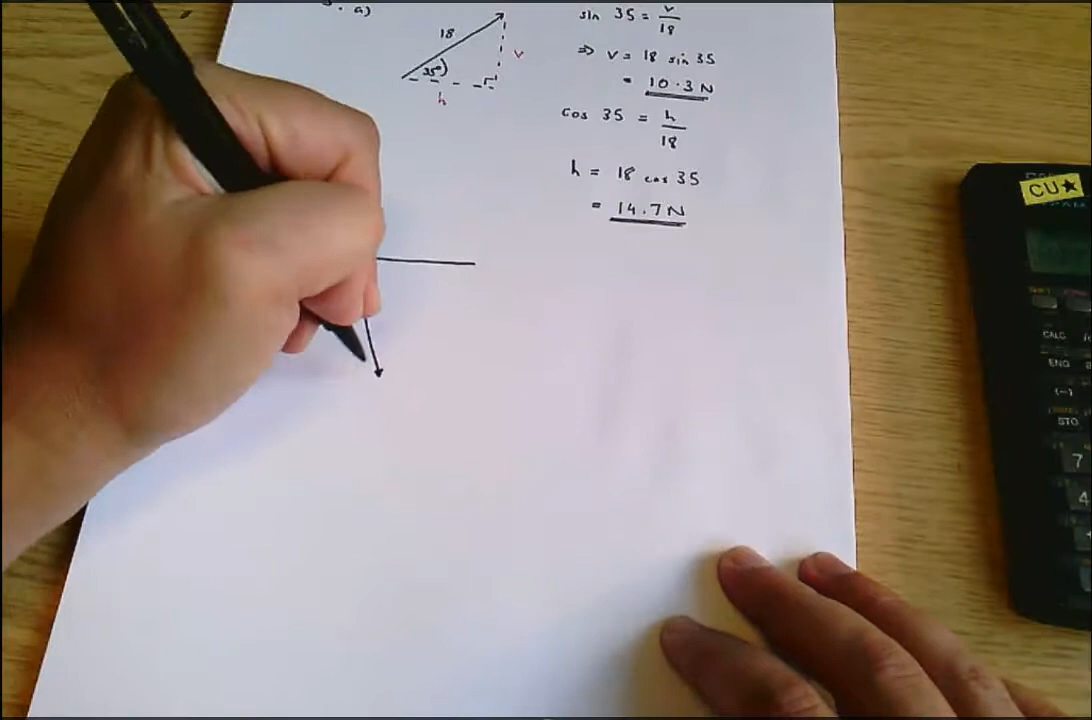 a)
18
35°
v
h
sin 35 = v/18
⇒ v = 18 sin 35
= 10.3 N
cos 35 = h/18
h = 18 cos 35
= 14.7 N
CU★
CALC
ENG
(-)
STO
7
4